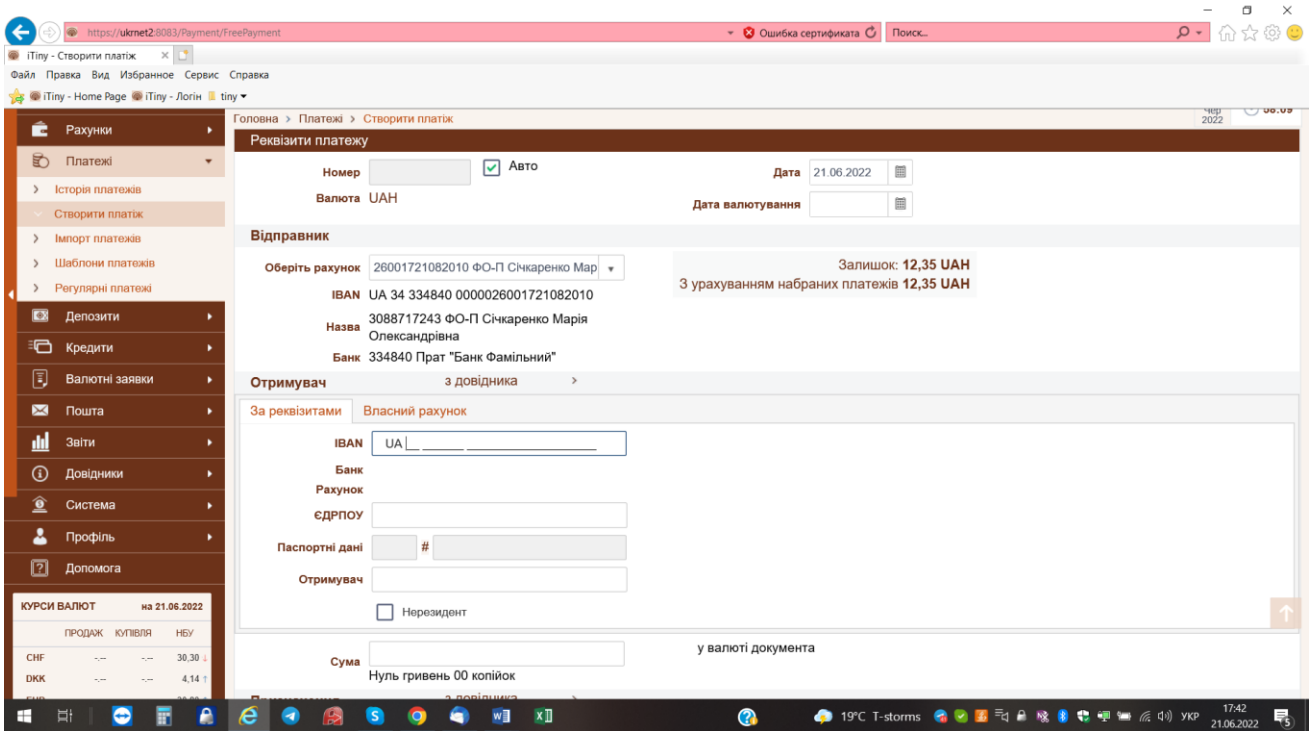 https://ukrnet2:8083/Payment/FreePayment
Ошибка сертификата
Поиск...
iTiny - Створити платіж
Файл Правка Вид Избранное Сервис Справка
iTiny - Home Page iTiny - Логін tiny
Головна > Платежі > Створити платіж
2022
Рахунки
Платежі
Історія платежів
Створити платіж
Імпорт платежів
Шаблони платежів
Регулярні платежі
Депозити
Кредити
Валютні заявки
Пошта
Звіти
Довідники
Система
Профіль
Допомога
КУРСИ ВАЛЮТ на 21.06.2022
ПРОДАЖ КУПІВЛЯ НБУ
CHF -.-- -.-- 30,30
DKK -.-- -.-- 4,14
Реквізити платежу
Номер
Авто
Дата 21.06.2022
Валюта UAH
Дата валютування
Відправник
Оберіть рахунок 26001721082010 ФО-П Січкаренко Мар
Залишок: 12,35 UAH
З урахуванням набраних платежів 12,35 UAH
IBAN UA 34 334840 0000026001721082010
Назва 3088717243 ФО-П Січкаренко Марія
Олександрівна
Банк 334840 Прат "Банк Фамільний"
Отримувач з довідника >
За реквізитами Власний рахунок
IBAN UA __ ______ ___________________
Банк
Рахунок
ЄДРПОУ
Паспортні дані #
Отримувач
Нерезидент
Сума
у валюті документа
Нуль гривень 00 копійок
19°C T-storms
УКР
17:42
21.06.2022
5